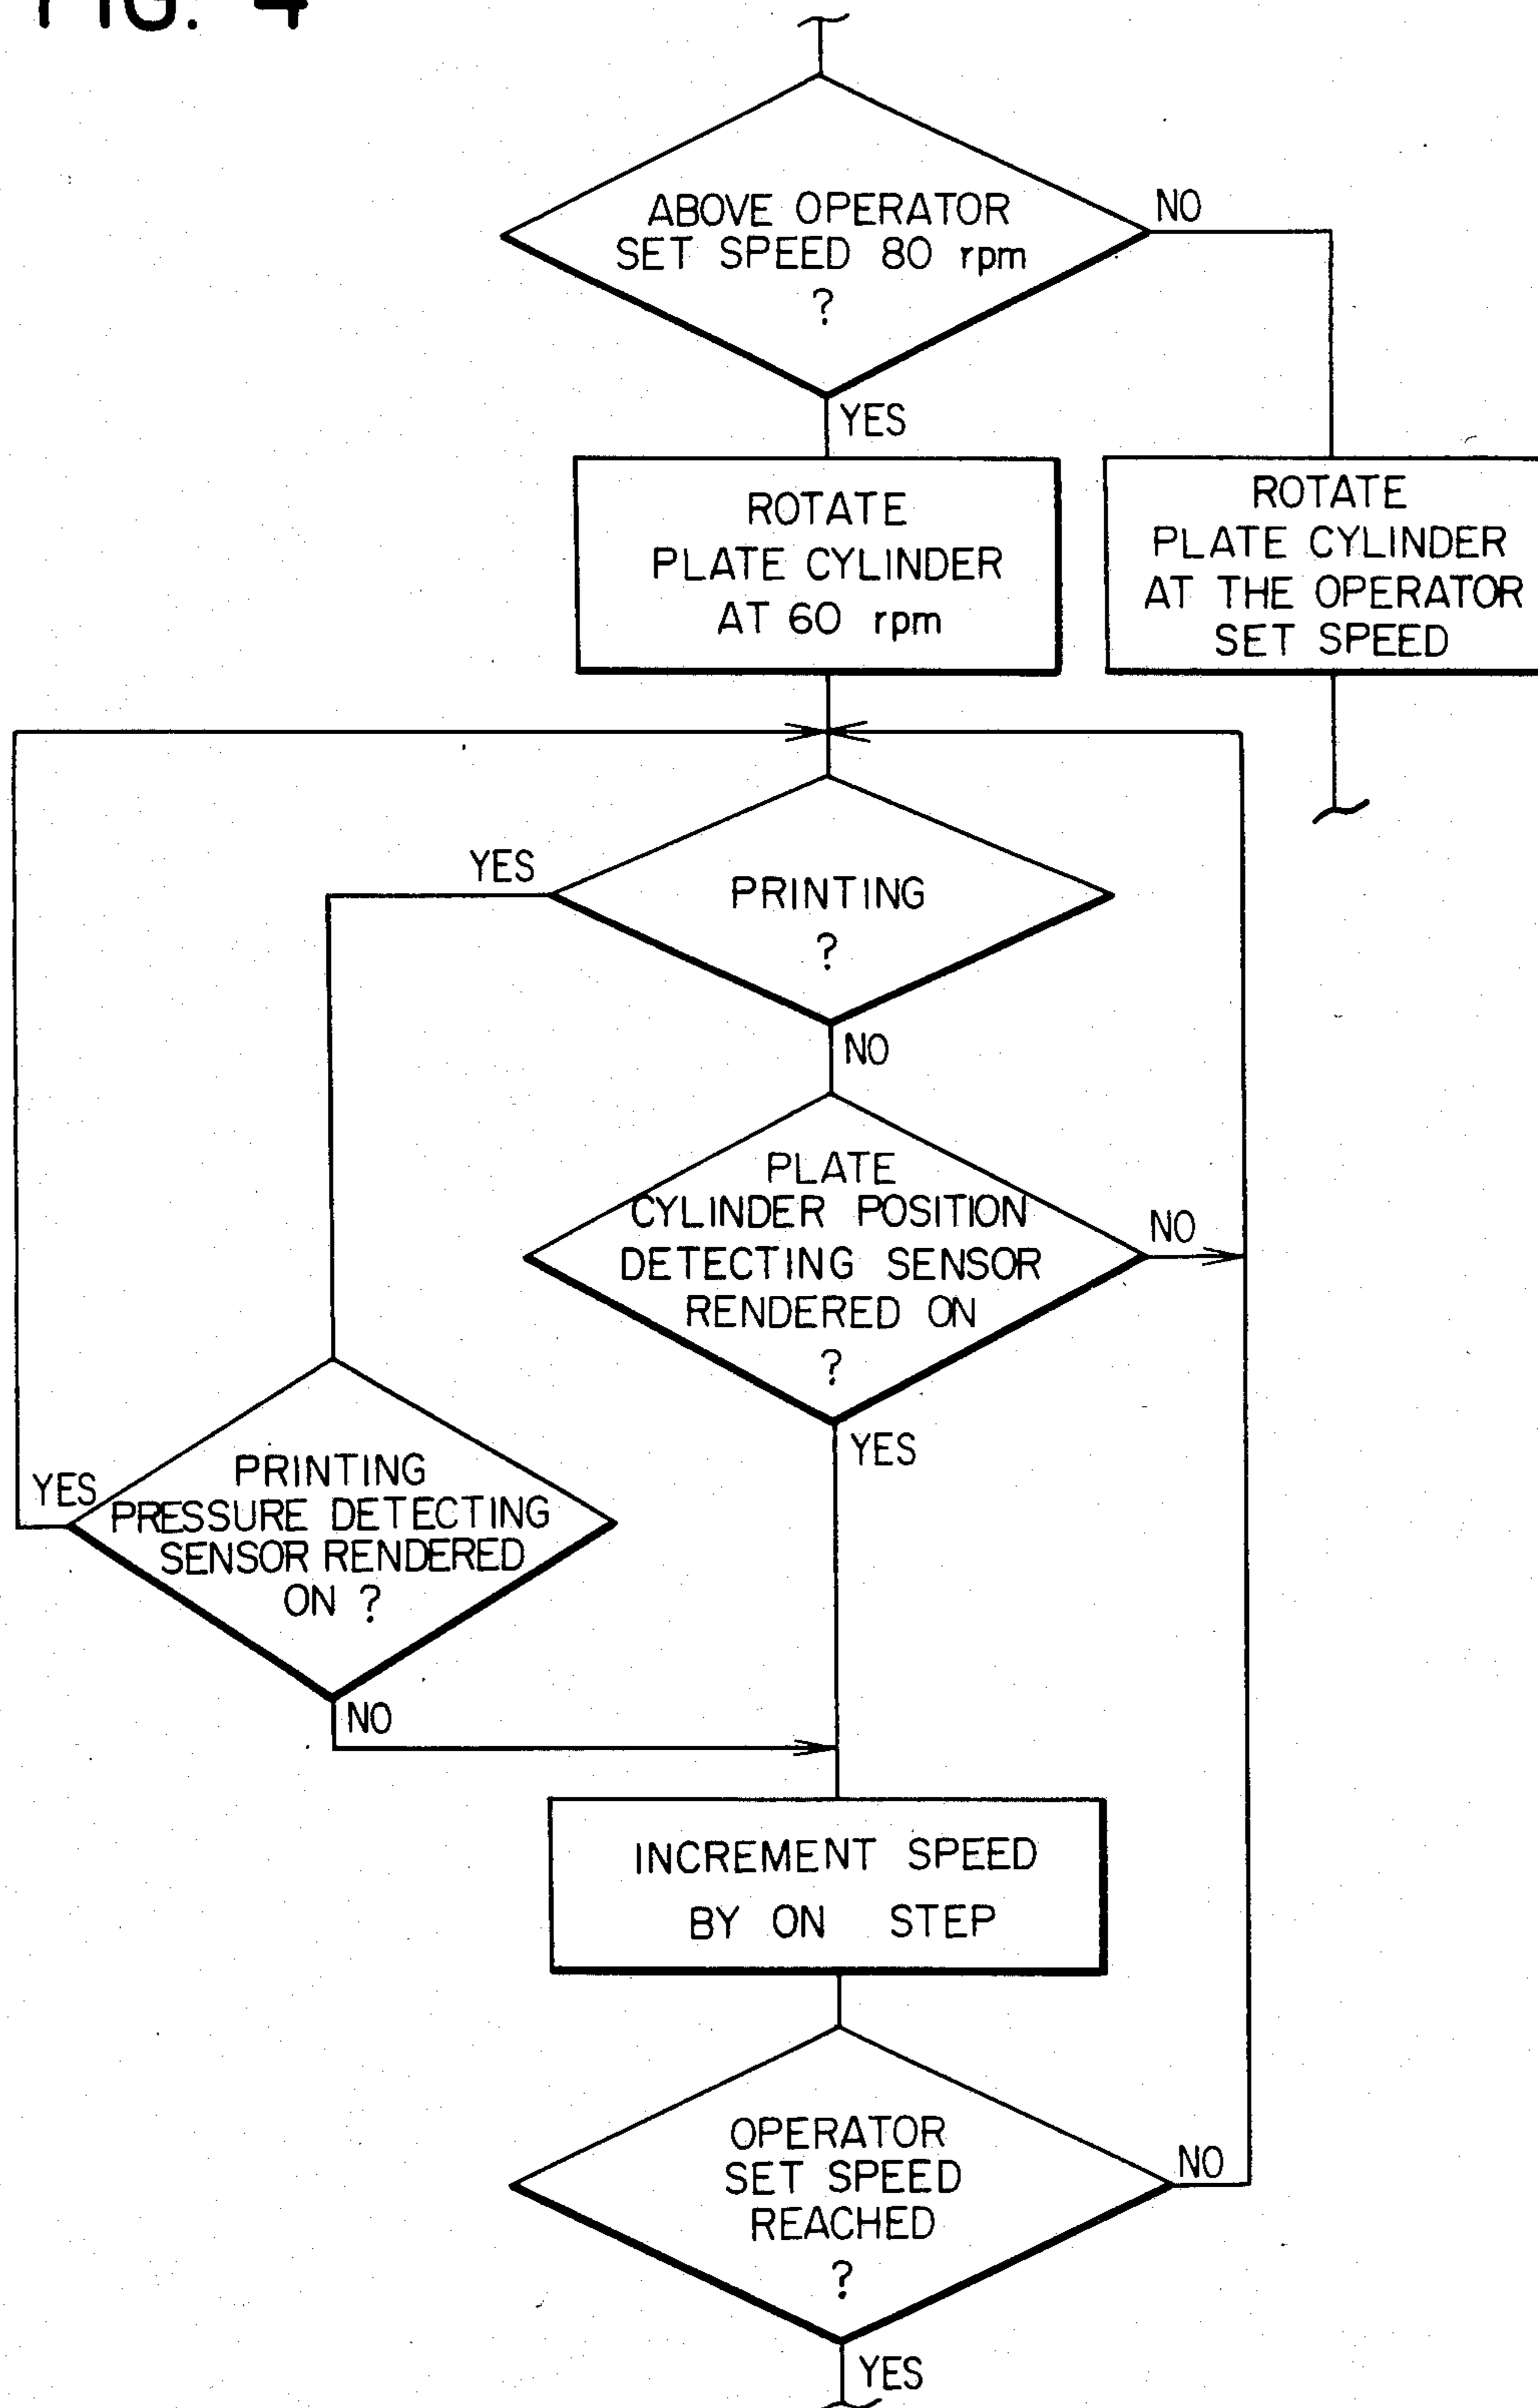 FIG. 4
ABOVE OPERATOR
SET SPEED 80 rpm
?
NO
YES
ROTATE
PLATE CYLINDER
AT 60 rpm
ROTATE
PLATE CYLINDER
AT THE OPERATOR
SET SPEED
YES
PRINTING
?
NO
PLATE
CYLINDER POSITION
DETECTING SENSOR
RENDERED ON
?
NO
YES
YES
PRINTING
PRESSURE DETECTING
SENSOR RENDERED
ON ?
NO
INCREMENT SPEED
BY ON STEP
OPERATOR
SET SPEED
REACHED
?
NO
YES